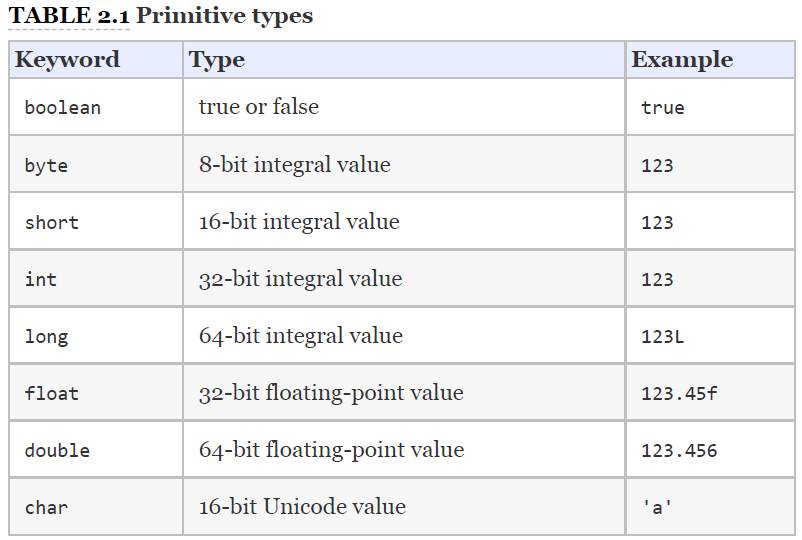 TABLE 2.1 Primitive types
Keyword Type Example
boolean true or false true
byte 8-bit integral value 123
short 16-bit integral value 123
int 32-bit integral value 123
long 64-bit integral value 123L
float 32-bit floating-point value 123.45f
double 64-bit floating-point value 123.456
char 16-bit Unicode value 'a'